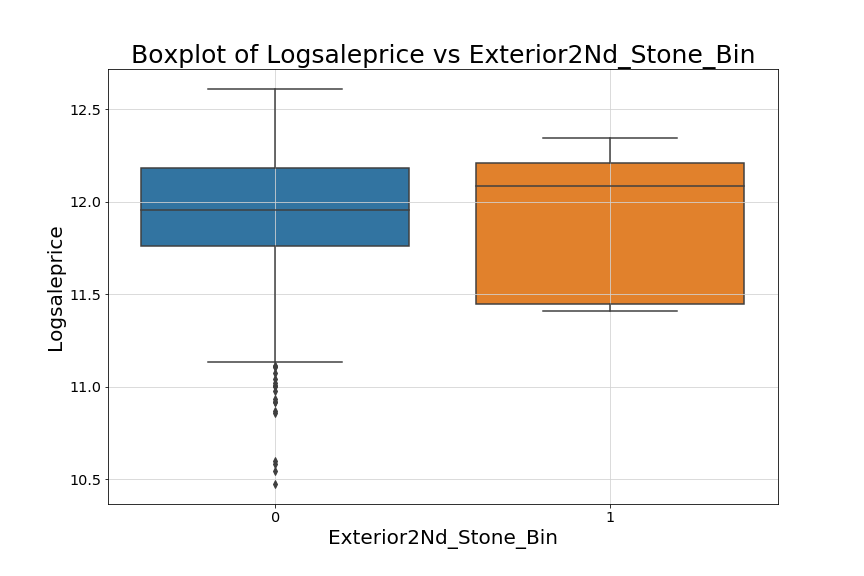 Boxplot of Logsaleprice vs Exterior2Nd_Stone_Bin
12.5
12.0
11.5
11.0
10.5
Logsaleprice
0 1
Exterior2Nd_Stone_Bin